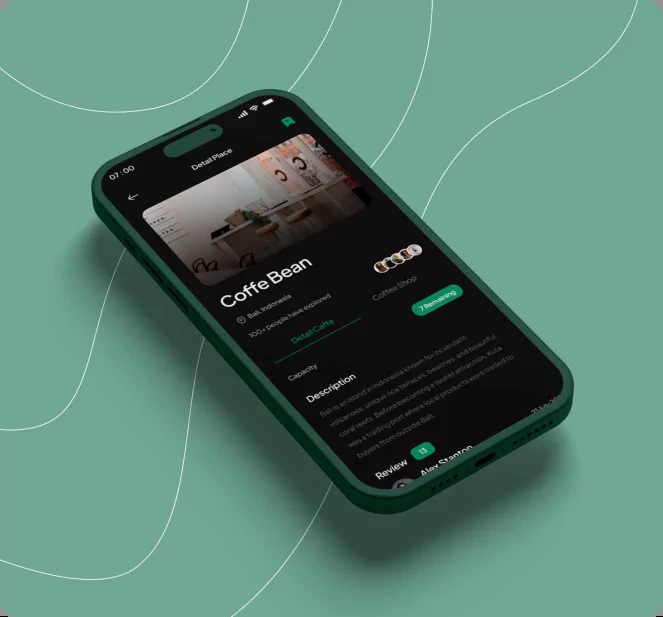 07:00
Detail Place
Coffe Bean
Bali, Indonesia
100+ people have explored
Detail Caffe
Coffee Shop
Capacity
7 Remaining
Description
Bali is an island in Indonesia known for its verdant
volcanoes, unique rice terraces, beaches, and beautiful
coral reefs. Before becoming a tourist attraction, Kuta
was a trading port where local products were traded to
buyers from outside Bali.
Review 13
Alex Stanton